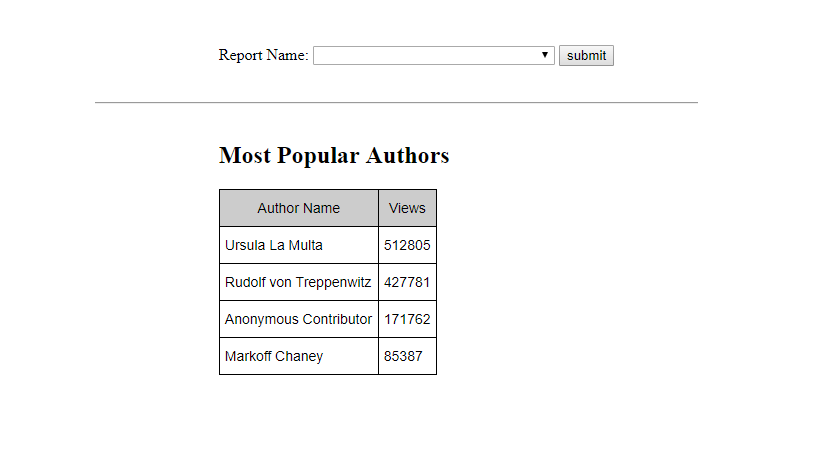 Report Name: submit
Most Popular Authors
Author Name Views
Ursula La Multa 512805
Rudolf von Treppenwitz 427781
Anonymous Contributor 171762
Markoff Chaney 85387